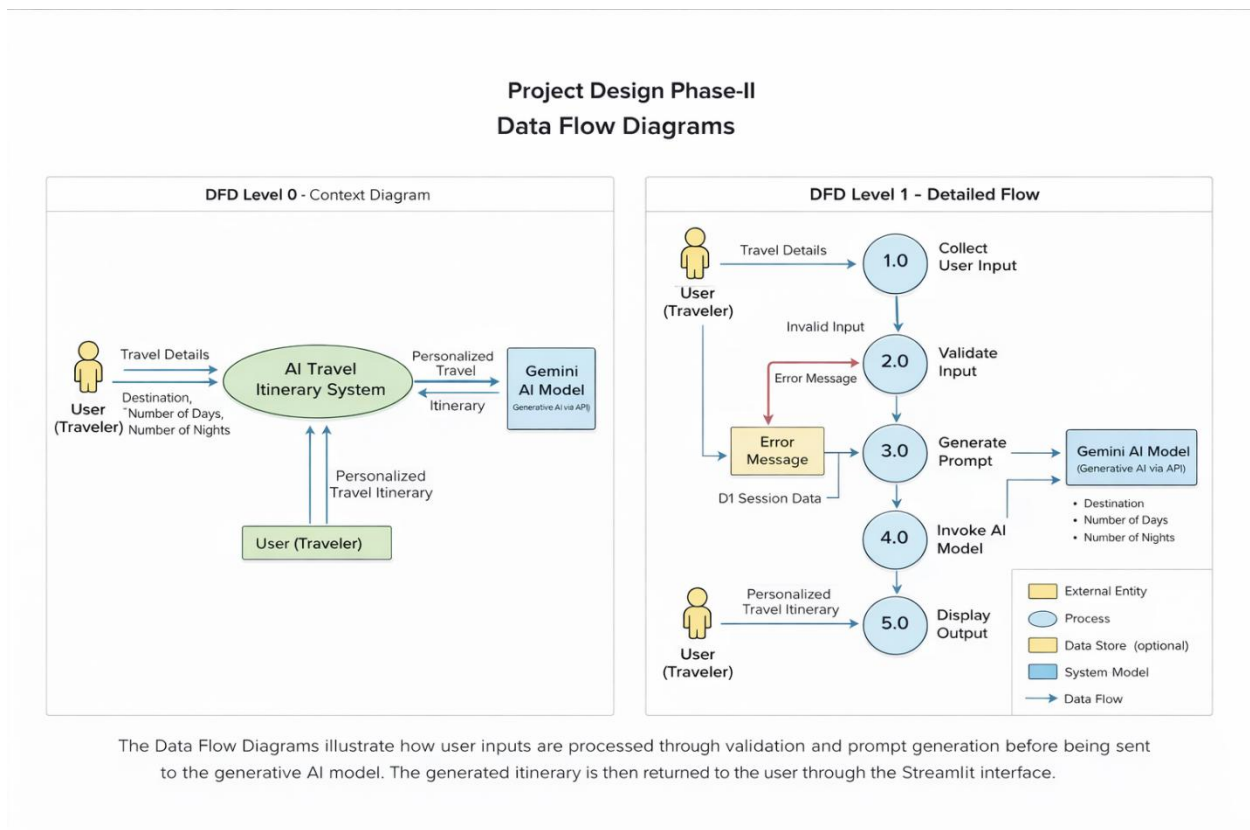 Project Design Phase-II
Data Flow Diagrams
DFD Level 0 - Context Diagram
Travel Details
Destination,
Number of Days,
Number of Nights
User
(Traveler)
AI Travel
Itinerary System
Personalized
Travel
Itinerary
Gemini
AI Model
Generative AI via API)
Personalized
Travel Itinerary
User (Traveler)
DFD Level 1 - Detailed Flow
User
(Traveler)
Travel Details
1.0
Collect
User Input
Invalid Input
2.0
Validate
Input
Error Message
Error
Message
3.0
Generate
Prompt
Gemini AI Model
(Generative AI via API)
• Destination
• Number of Days
• Number of Nights
D1 Session Data
4.0
Invoke AI
Model
Personalized
Travel Itinerary
User
(Traveler)
5.0
Display
Output
External Entity
Process
Data Store (optional)
System Model
Data Flow
The Data Flow Diagrams illustrate how user inputs are processed through validation and prompt generation before being sent
to the generative AI model. The generated itinerary is then returned to the user through the Streamlit interface.